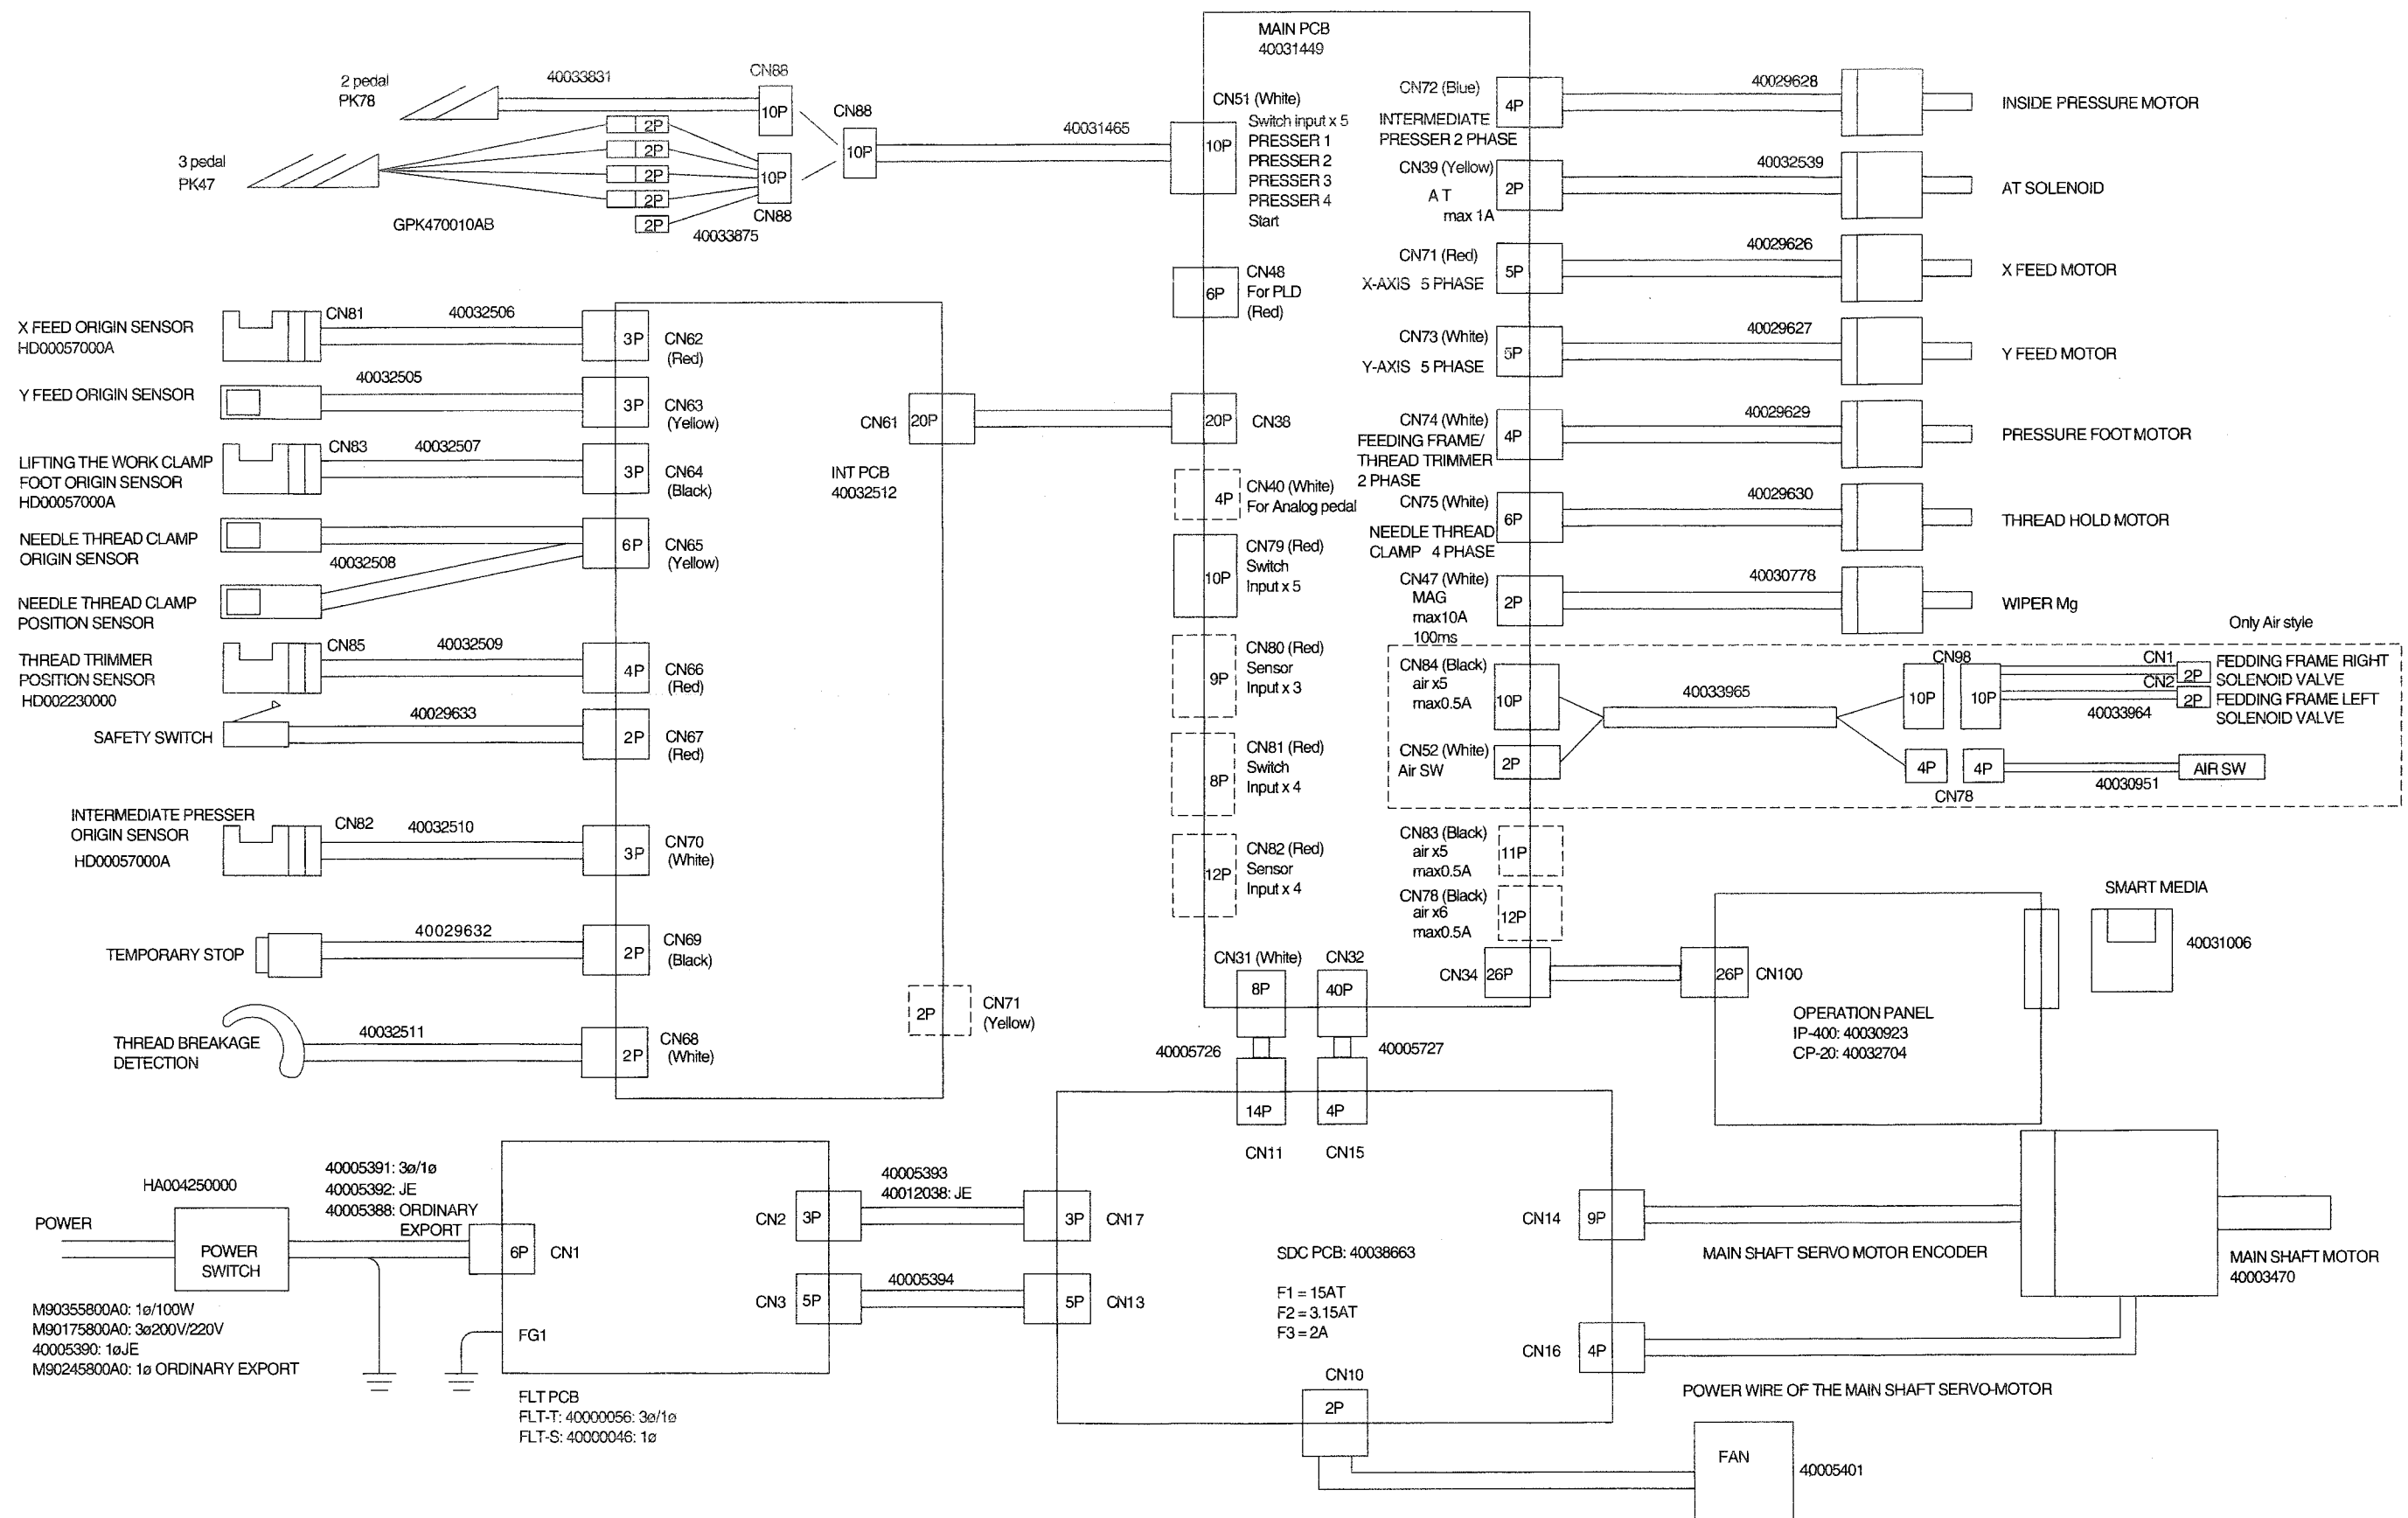 MAIN PCB
40031449
2 pedal
PK78
40033831
CN88
10P
3 pedal
PK47
2P
2P
2P
2P
2P
10P
CN88
GPK470010AB
40033875
CN88
10P
40031465
CN51 (White)
10P
Switch input x 5
PRESSER 1
PRESSER 2
PRESSER 3
PRESSER 4
Start
CN48
6P
For PLD
(Red)
20P
CN38
4P
CN40 (White)
For Analog pedal
10P
CN79 (Red)
Switch
Input x 5
9P
CN80 (Red)
Sensor
Input x 3
8P
CN81 (Red)
Switch
Input x 4
12P
CN82 (Red)
Sensor
Input x 4
CN31 (White)
8P
CN32
40P
CN72 (Blue)
4P
INTERMEDIATE
PRESSER 2 PHASE
40029628
INSIDE PRESSURE MOTOR
CN39 (Yellow)
2P
A T
max 1A
40032539
AT SOLENOID
CN71 (Red)
5P
X-AXIS 5 PHASE
40029626
X FEED MOTOR
CN73 (White)
5P
Y-AXIS 5 PHASE
40029627
Y FEED MOTOR
CN74 (White)
4P
FEEDING FRAME/
THREAD TRIMMER
2 PHASE
40029629
PRESSURE FOOT MOTOR
CN75 (White)
6P
NEEDLE THREAD
CLAMP 4 PHASE
40029630
THREAD HOLD MOTOR
CN47 (White)
2P
MAG
max10A
100ms
40030778
WIPER Mg
Only Air style
CN84 (Black)
air x5
max0.5A
10P
CN52 (White)
Air SW
2P
40033965
CN98
10P
10P
CN1
2P
FEDDING FRAME RIGHT
SOLENOID VALVE
CN2
2P
FEDDING FRAME LEFT
SOLENOID VALVE
40033964
4P
4P
CN78
AIR SW
40030951
CN83 (Black)
air x5
max0.5A
11P
CN78 (Black)
air x6
max0.5A
12P
CN34
26P
26P
CN100
OPERATION PANEL
IP-400: 40030923
CP-20: 40032704
SMART MEDIA
40031006
X FEED ORIGIN SENSOR
HD00057000A
CN81
40032506
3P
CN62
(Red)
Y FEED ORIGIN SENSOR
40032505
3P
CN63
(Yellow)
LIFTING THE WORK CLAMP
FOOT ORIGIN SENSOR
HD00057000A
CN83
40032507
3P
CN64
(Black)
NEEDLE THREAD CLAMP
ORIGIN SENSOR
40032508
6P
CN65
(Yellow)
NEEDLE THREAD CLAMP
POSITION SENSOR
THREAD TRIMMER
POSITION SENSOR
HD002230000
CN85
40032509
4P
CN66
(Red)
SAFETY SWITCH
40029633
2P
CN67
(Red)
INTERMEDIATE PRESSER
ORIGIN SENSOR
HD00057000A
CN82
40032510
3P
CN70
(White)
TEMPORARY STOP
40029632
2P
CN69
(Black)
THREAD BREAKAGE
DETECTION
40032511
2P
CN68
(White)
CN61
20P
INT PCB
40032512
2P
CN71
(Yellow)
40005726
40005727
14P
CN11
4P
CN15
POWER
HA004250000
POWER
SWITCH
40005391: 3ø/1ø
40005392: JE
40005388: ORDINARY
EXPORT
6P
CN1
M90355800A0: 1ø/100W
M90175800A0: 3ø200V/220V
40005390: 1øJE
M90245800A0: 1ø ORDINARY EXPORT
FG1
CN2
3P
CN3
5P
FLT PCB
FLT-T: 40000056: 3ø/1ø
FLT-S: 40000046: 1ø
40005393
40012038: JE
40005394
3P
CN17
5P
CN13
SDC PCB: 40038663
F1 = 15AT
F2 = 3.15AT
F3 = 2A
CN14
9P
MAIN SHAFT SERVO MOTOR ENCODER
MAIN SHAFT MOTOR
40003470
CN16
4P
POWER WIRE OF THE MAIN SHAFT SERVO-MOTOR
CN10
2P
FAN
40005401